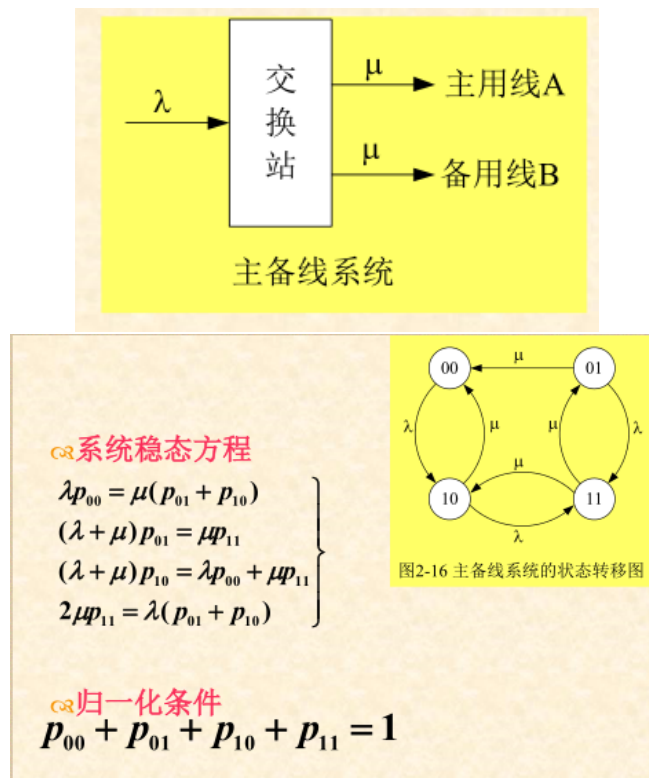 λ
交换站
μ
主用线A
μ
备用线B
主备线系统
00
μ
01
λ
μ
μ
λ
μ
10
11
λ
图2-16 主备线系统的状态转移图
系统稳态方程
λp₀₀ = μ(p₀₁ + p₁₀)
(λ + μ)p₀₁ = μp₁₁
(λ + μ)p₁₀ = λp₀₀ + μp₁₁
2μp₁₁ = λ(p₀₁ + p₁₀)
归一化条件
p₀₀ + p₀₁ + p₁₀ + p₁₁ = 1